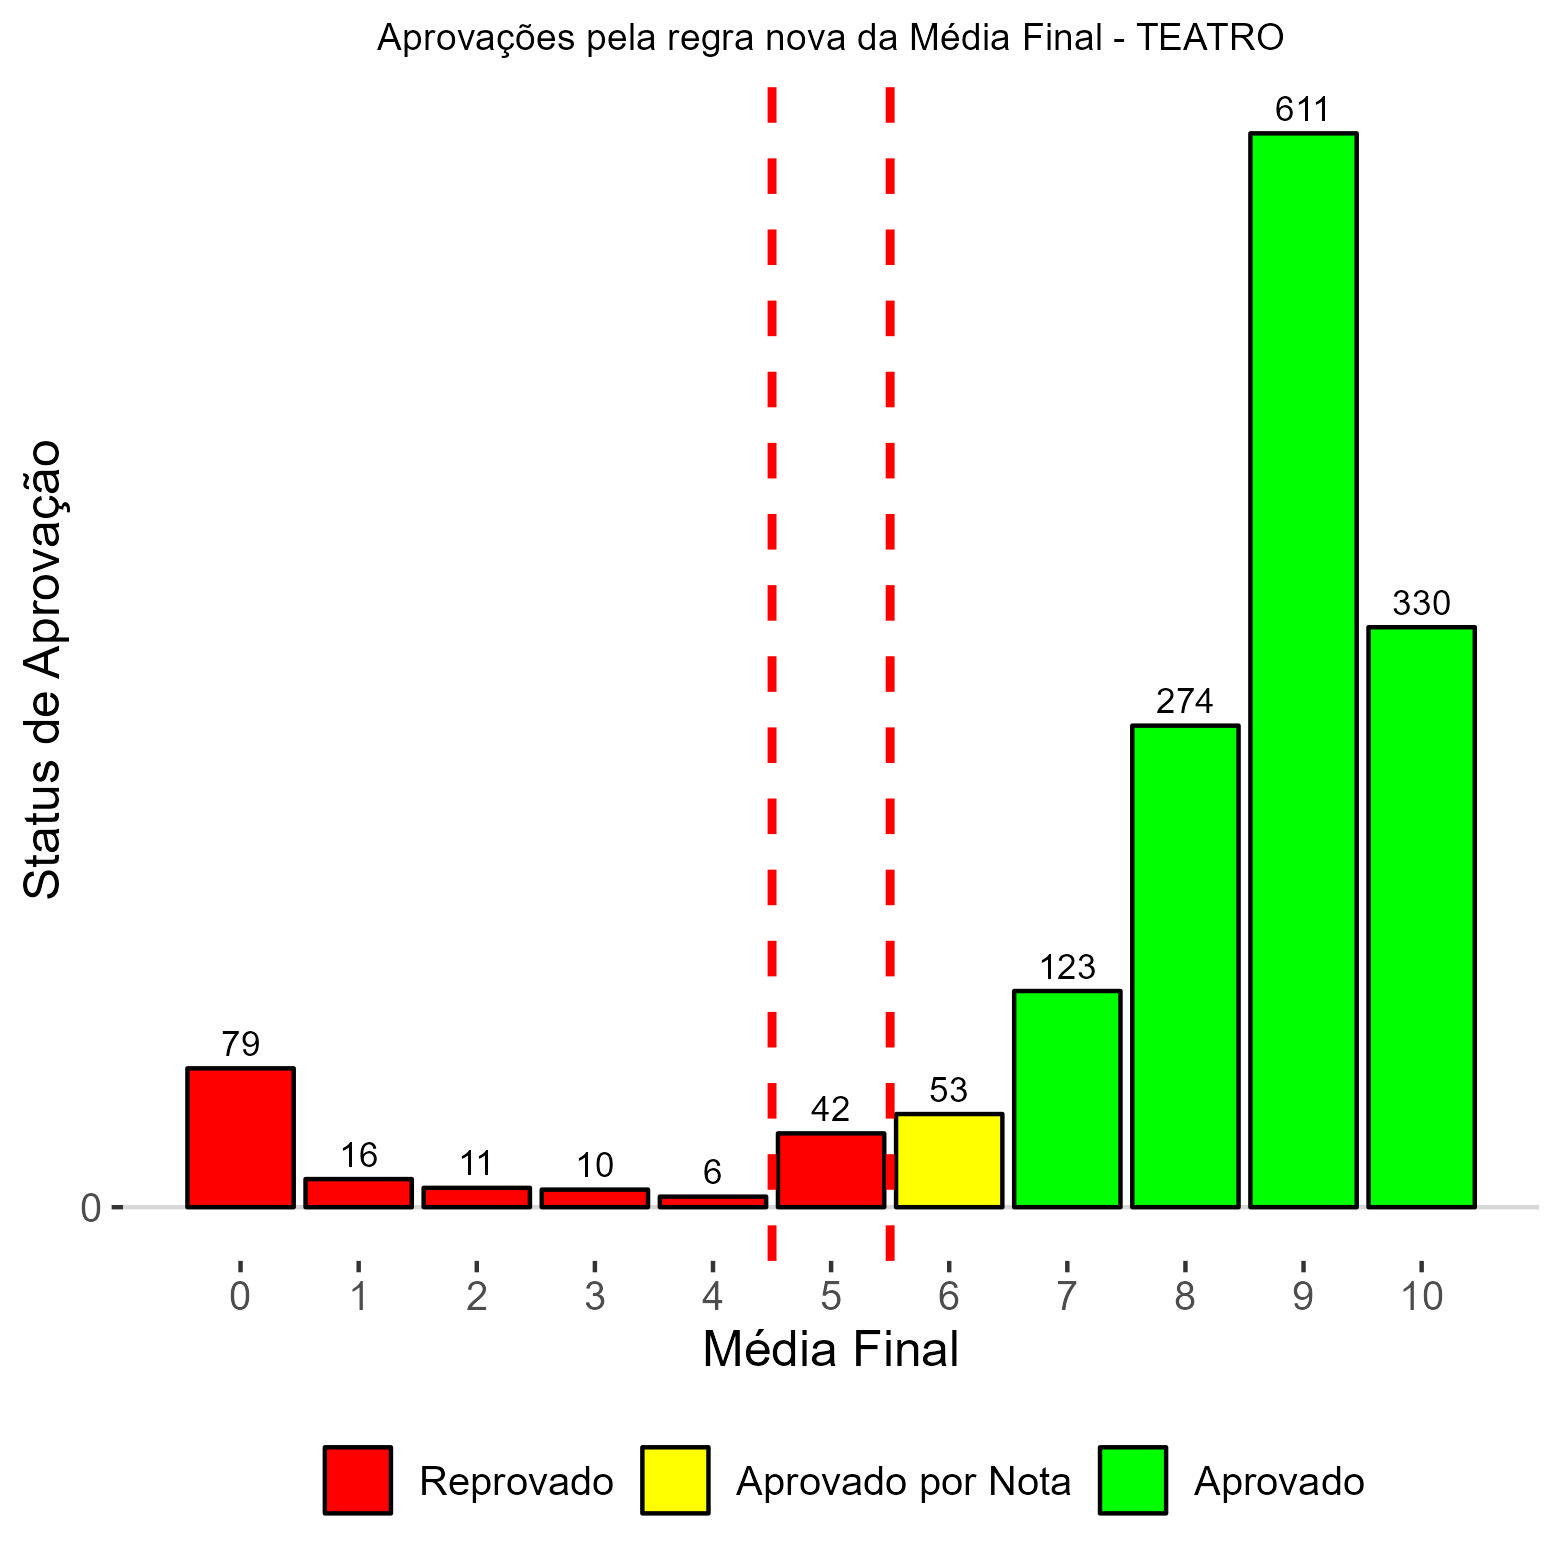 Aprovações pela regra nova da Média Final - TEATRO
611
330
274
123
79
53
42
16
11
10
6
Status de Aprovação
0
0 1 2 3 4 5 6 7 8 9 10
Média Final
Reprovado Aprovado por Nota Aprovado